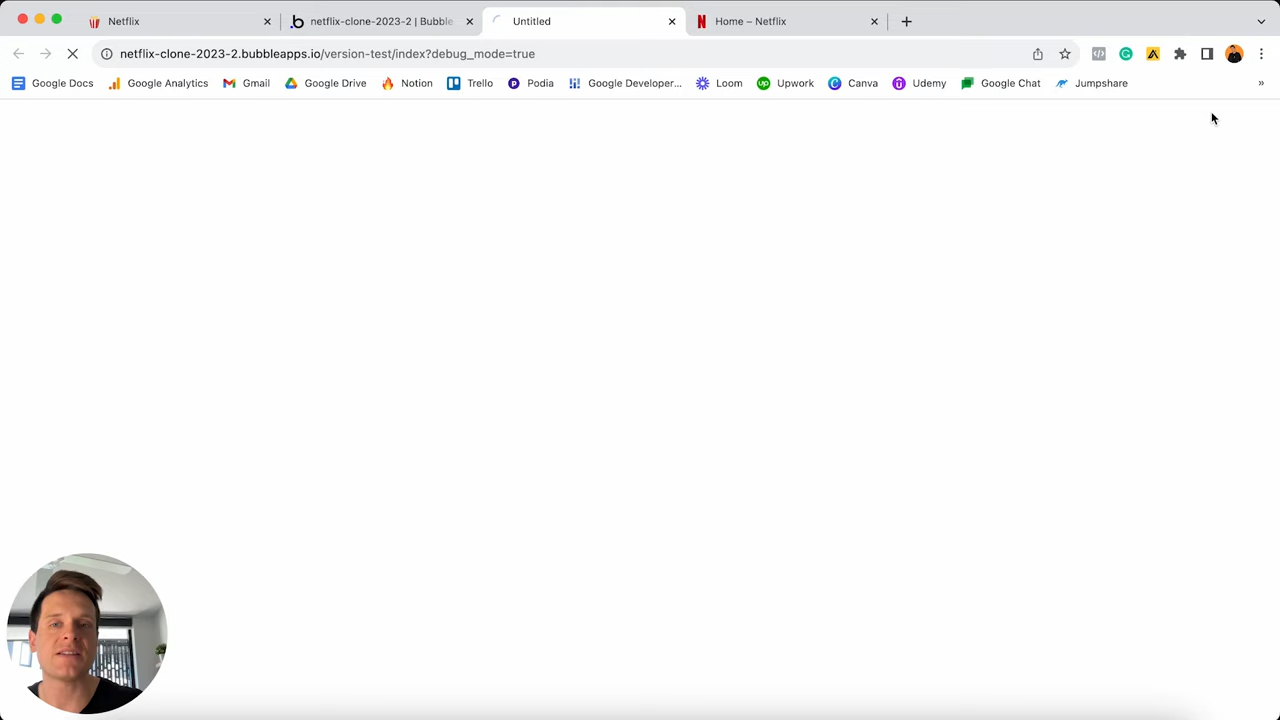 Netflix
netflix-clone-2023-2 | Bubble
Untitled
Home – Netflix
netflix-clone-2023-2.bubbleapps.io/version-test/index?debug_mode=true
Google Docs
Google Analytics
Gmail
Google Drive
Notion
Trello
Podia
Google Developer...
Loom
Upwork
Canva
Udemy
Google Chat
Jumpshare
»